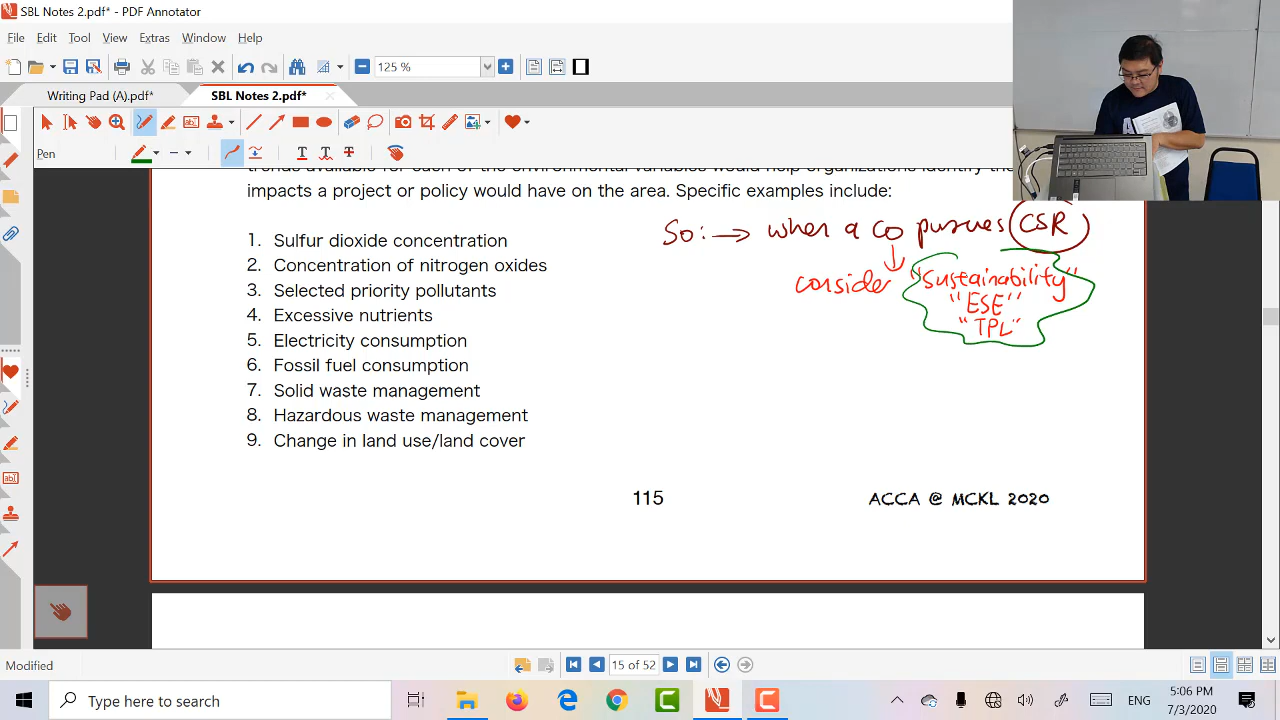 SBL Notes 2.pdf* - PDF Annotator
File Edit Tool View Extras Window Help
125 %
Writing Pad (A).pdf* SBL Notes 2.pdf*
Pen
impacts a project or policy would have on the area. Specific examples include:
So: → when a co pursues CSR
consider "Sustainability"
"ESE"
"TPL"
1. Sulfur dioxide concentration
2. Concentration of nitrogen oxides
3. Selected priority pollutants
4. Excessive nutrients
5. Electricity consumption
6. Fossil fuel consumption
7. Solid waste management
8. Hazardous waste management
9. Change in land use/land cover
115 ACCA @ MCKL 2020
Modified 15 of 52
Type here to search ENG 5:06 PM
7/3/2020